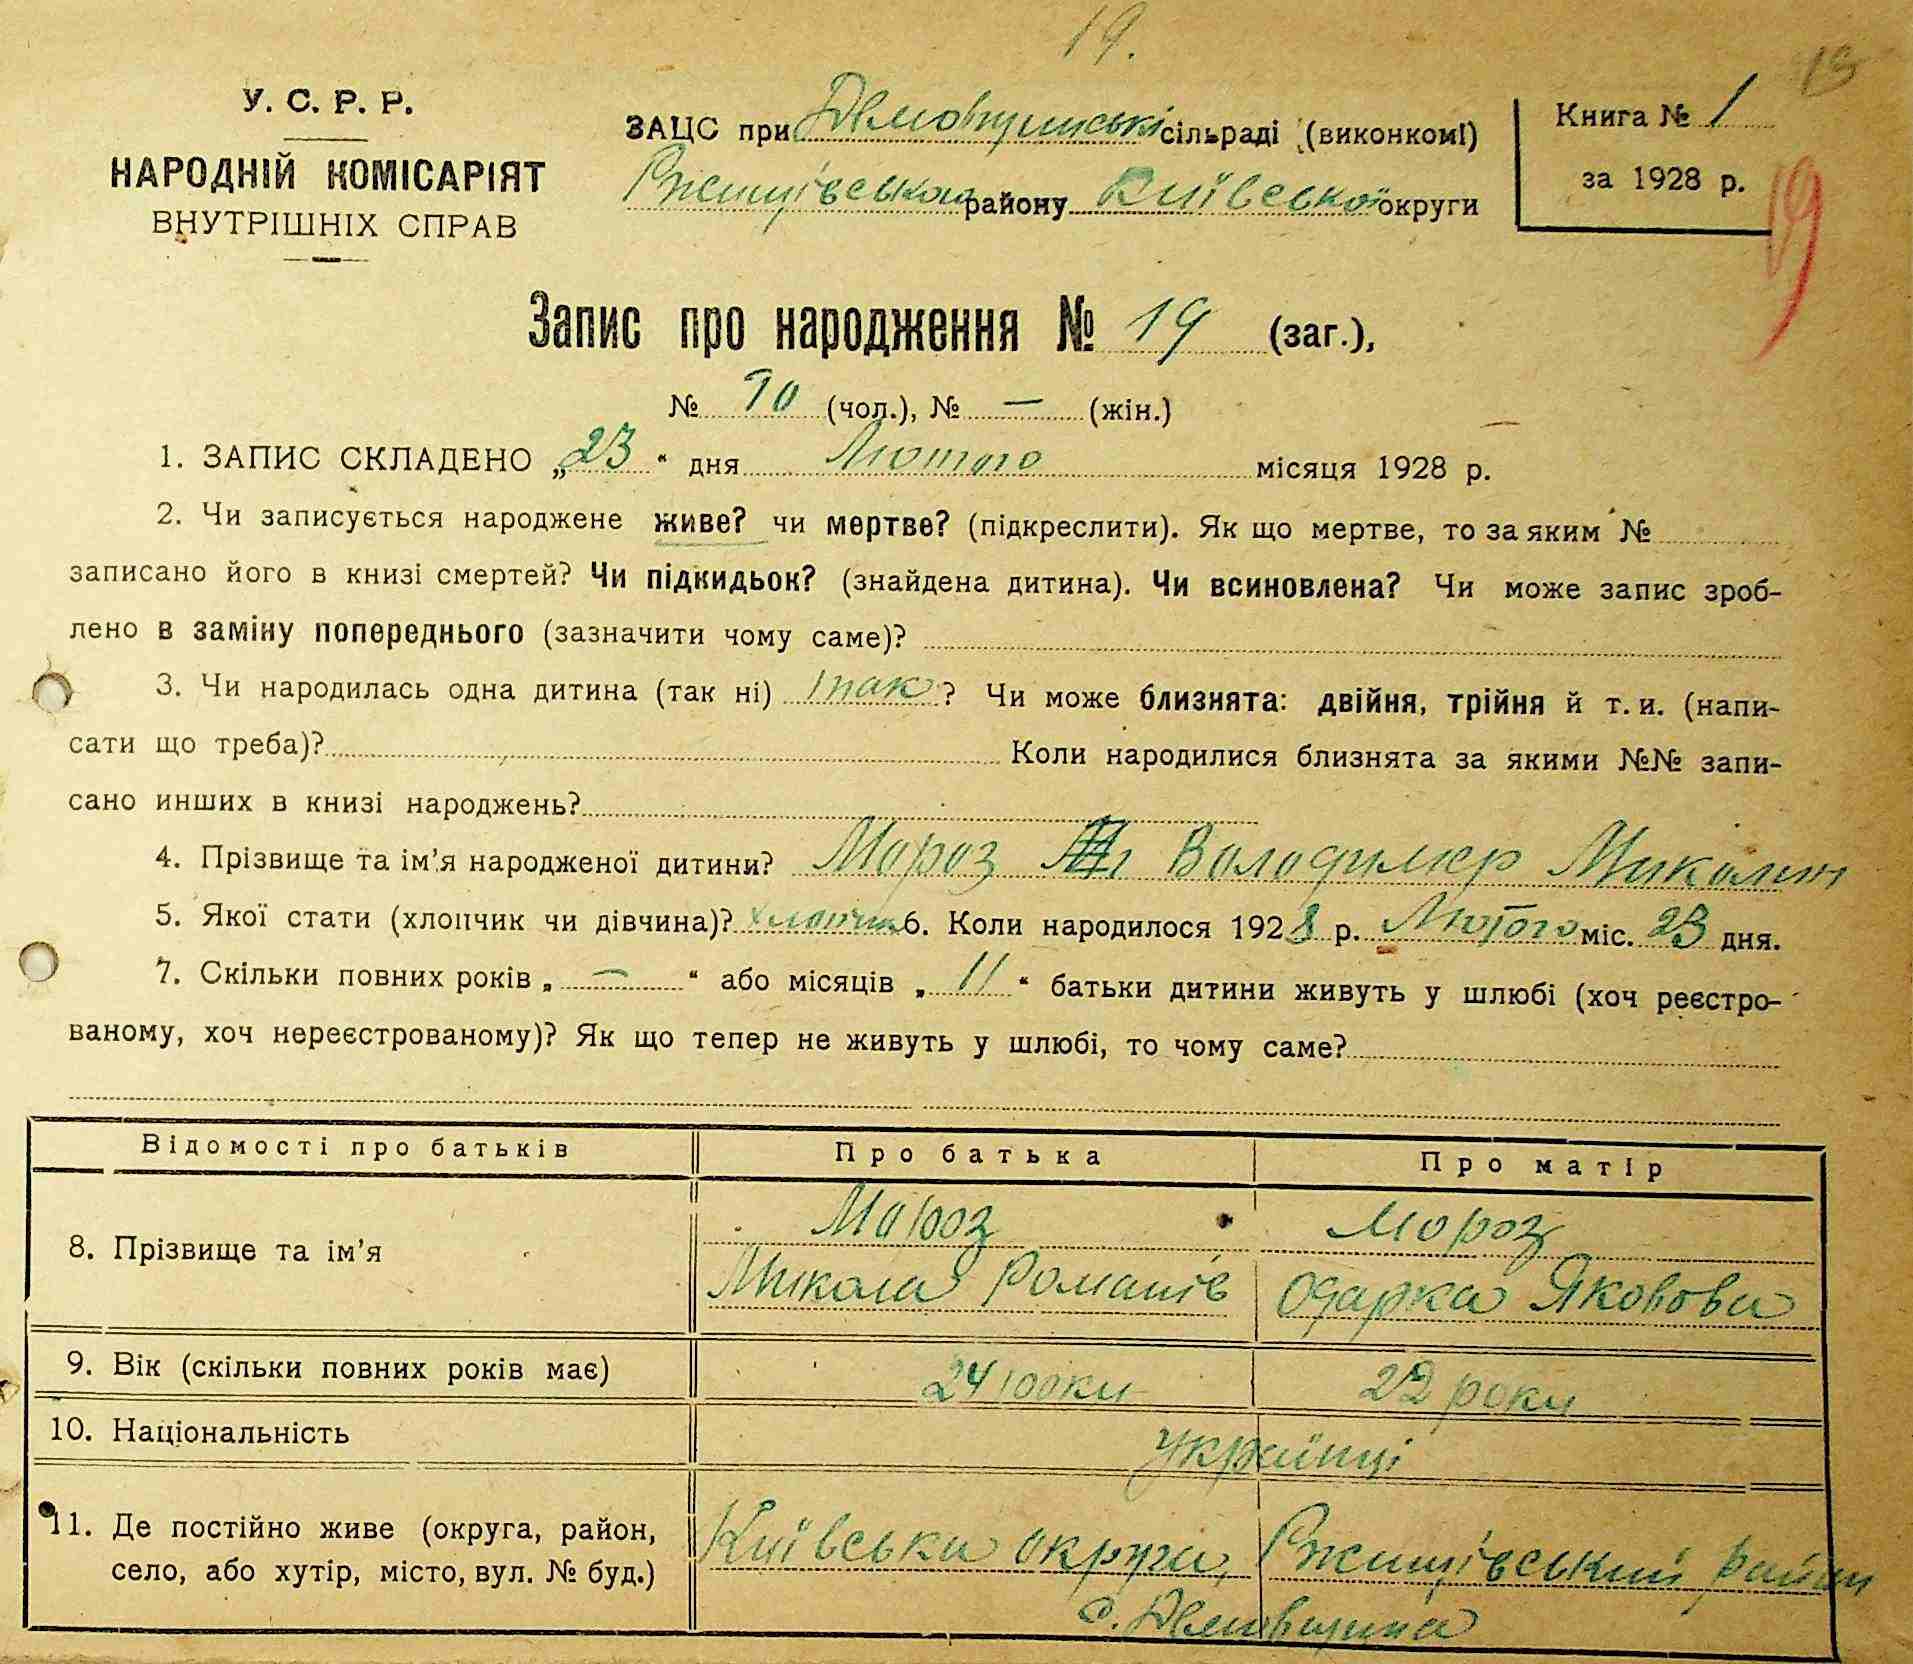 19.
13
У. С. Р. Р.
НАРОДНІЙ КОМІСАРІЯТ
ВНУТРІШНІХ СПРАВ
ЗАЦС при Демовщинські сільраді (виконкомі)
Ржищівського району Київської округи
Книга № 1
за 1928 р.
19
Запис про народження № 19 (заг.),
№ 10 (чол.), № — (жін.)
1. ЗАПИС СКЛАДЕНО „23“ дня Лютого місяця 1928 р.
2. Чи записується народжене живе? чи мертве? (підкреслити). Як що мертве, то за яким №
записано його в книзі смертей? Чи підкидьок? (знайдена дитина). Чи всиновлена? Чи може запис зроб-
лено в заміну попереднього (зазначити чому саме)?
3. Чи народилась одна дитина (так ні) так? Чи може близнята: двійня, трійня й т. и. (напи-
сати що треба)? Коли народилися близнята за якими №№ запи-
сано инших в книзі народжень?
4. Прізвище та ім'я народженої дитини? Мороз Володимер Миколин
5. Якої стати (хлопчик чи дівчина)? хлопчик 6. Коли народилося 1928 р. Лютого міс. 23 дня.
7. Скільки повних років „—“ або місяців „11“ батьки дитини живуть у шлюбі (хоч реєстро-
ваному, хоч нереєстрованому)? Як що тепер не живуть у шлюбі, то чому саме?
Відомості про батьків Про батька Про матір
Мороз Мороз
8. Прізвище та ім'я Микола Романів Одарка Яковова
9. Вік (скільки повних років має) 24 роки 22 роки
10. Національність Українці
11. Де постійно живе (округа, район, Київська округа, Ржищівський район
село, або хутір, місто, вул. № буд.) с. Демовщина